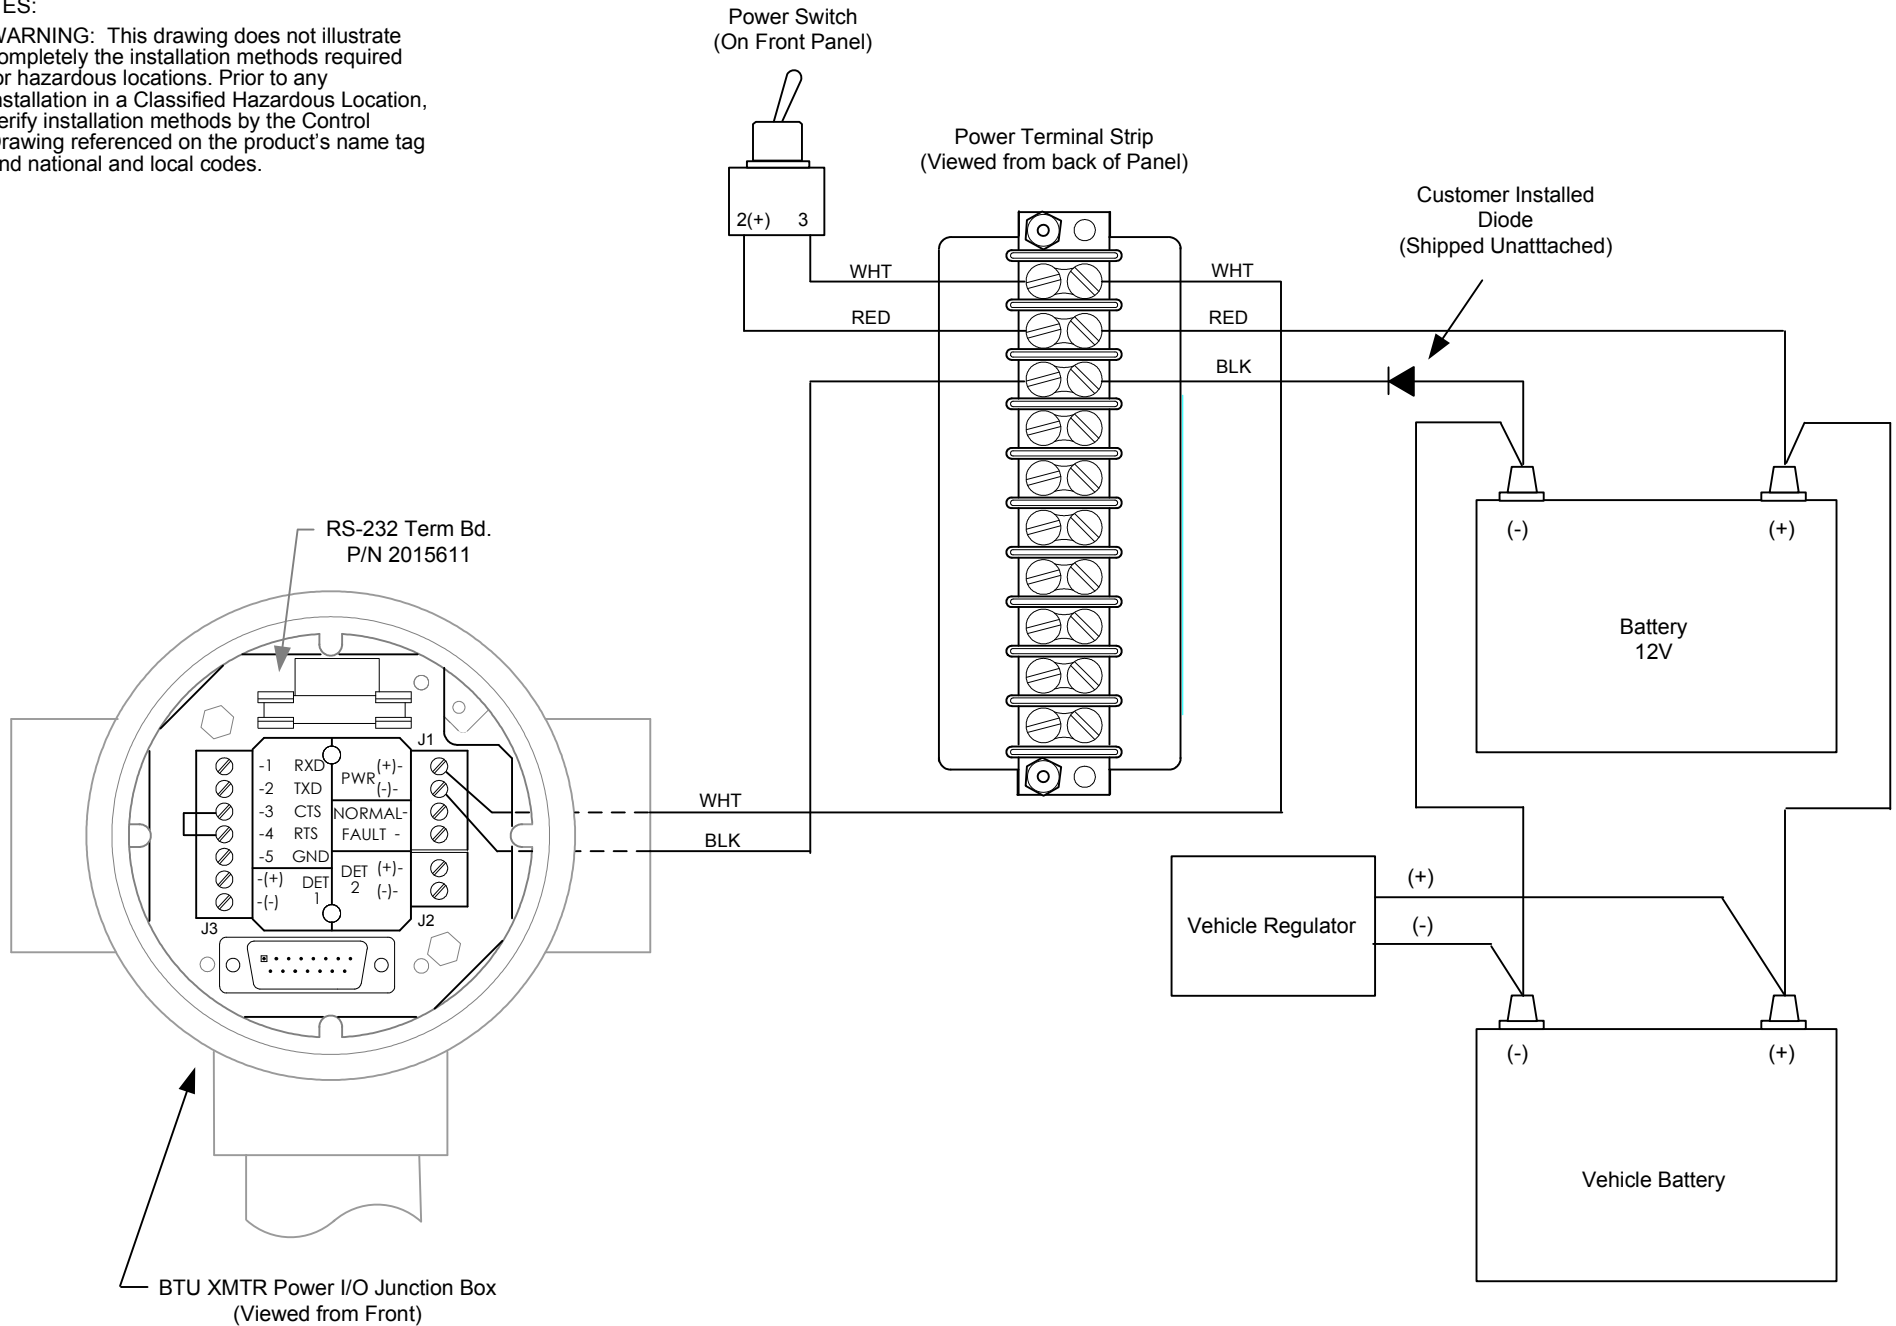 ES:
WARNING: This drawing does not illustrate
ompletely the installation methods required
or hazardous locations. Prior to any
nstallation in a Classified Hazardous Location,
erify installation methods by the Control
rawing referenced on the product's name tag
nd national and local codes.
Power Switch
(On Front Panel)
2(+) 3
Power Terminal Strip
(Viewed from back of Panel)
Customer Installed
Diode
(Shipped Unatttached)
WHT
WHT
RED
RED
BLK
(-)
(+)
Battery
12V
RS-232 Term Bd.
P/N 2015611
J1
-1 RXD
-2 TXD
-3 CTS
-4 RTS
-5 GND
-(+)
-(-)
DET
1
PWR
(+)-
(-)-
NORMAL-
FAULT -
DET
2
(+)-
(-)-
J3
J2
WHT
BLK
Vehicle Regulator
(+)
(-)
(-)
(+)
Vehicle Battery
BTU XMTR Power I/O Junction Box
(Viewed from Front)